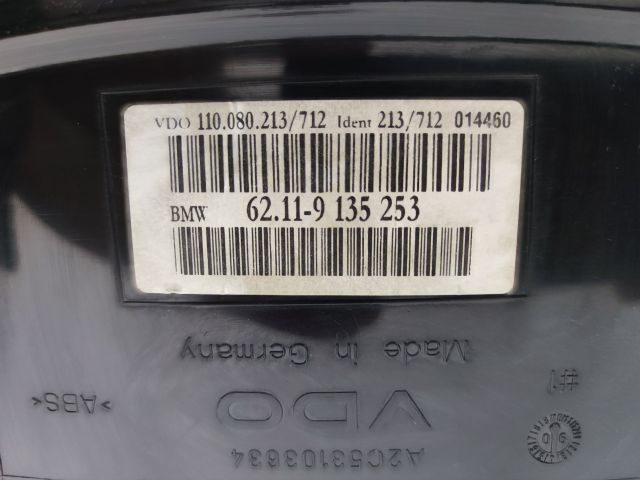 VDO 110.080.213/712 Ident 213/712 014460
BMW 62.11-9 135 253
Made in Germany
#1
>ABS<
VDO
A2C53103634